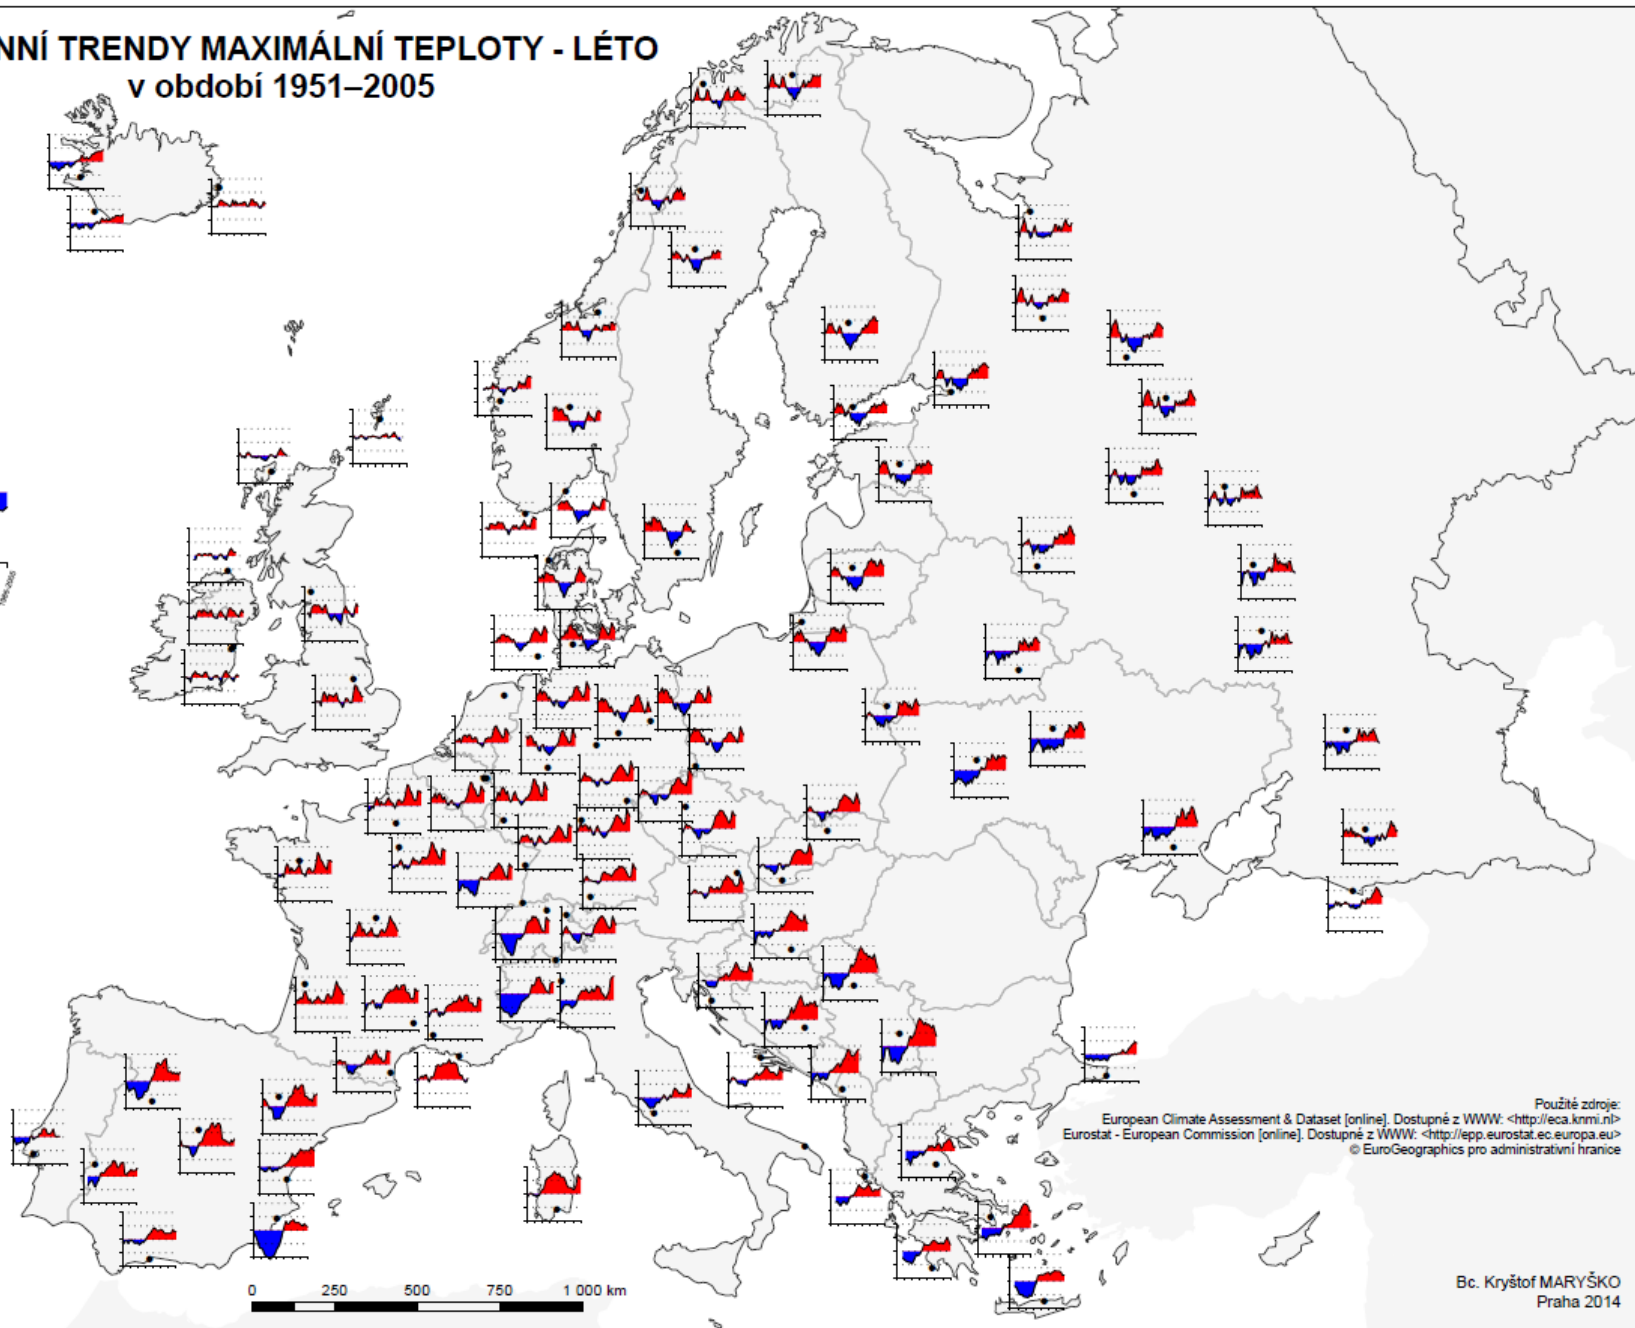 NNÍ TRENDY MAXIMÁLNÍ TEPLOTY - LÉTO
v období 1951–2005
Použité zdroje:
European Climate Assessment & Dataset [online]. Dostupné z WWW: <http://eca.knmi.nl>
Eurostat - European Commission [online]. Dostupné z WWW: <http://epp.eurostat.ec.europa.eu>
© EuroGeographics pro administrativní hranice
0 250 500 750 1 000 km
Bc. Kryštof MARYŠKO
Praha 2014